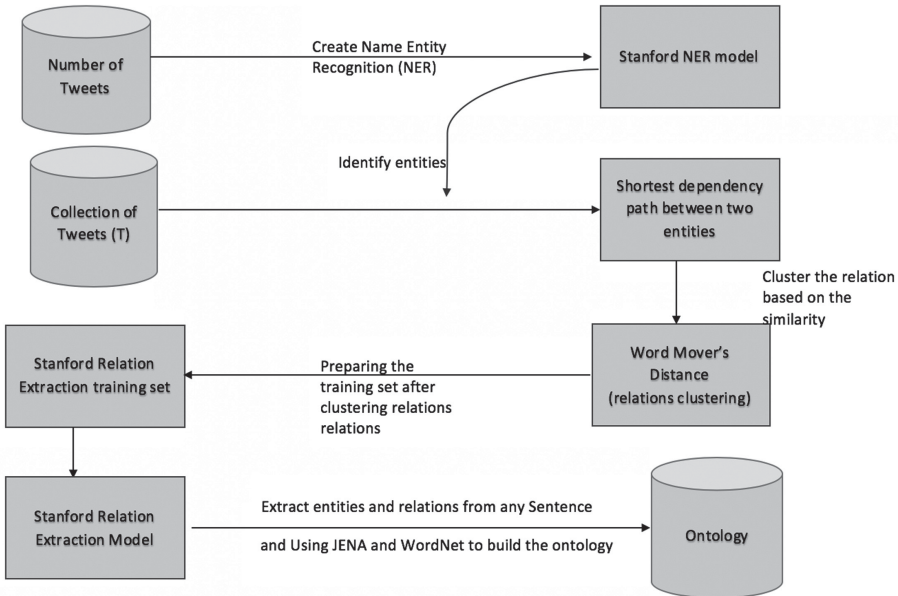 Number of
Tweets
Create Name Entity
Recognition (NER)
Stanford NER model
Identify entities
Collection of
Tweets (T)
Shortest dependency
path between two
entities
Cluster the relation
based on the
similarity
Word Mover's
Distance
(relations clustering)
Preparing the
training set after
clustering relations
relations
Stanford Relation
Extraction training set
Stanford Relation
Extraction Model
Extract entities and relations from any Sentence
and Using JENA and WordNet to build the ontology
Ontology